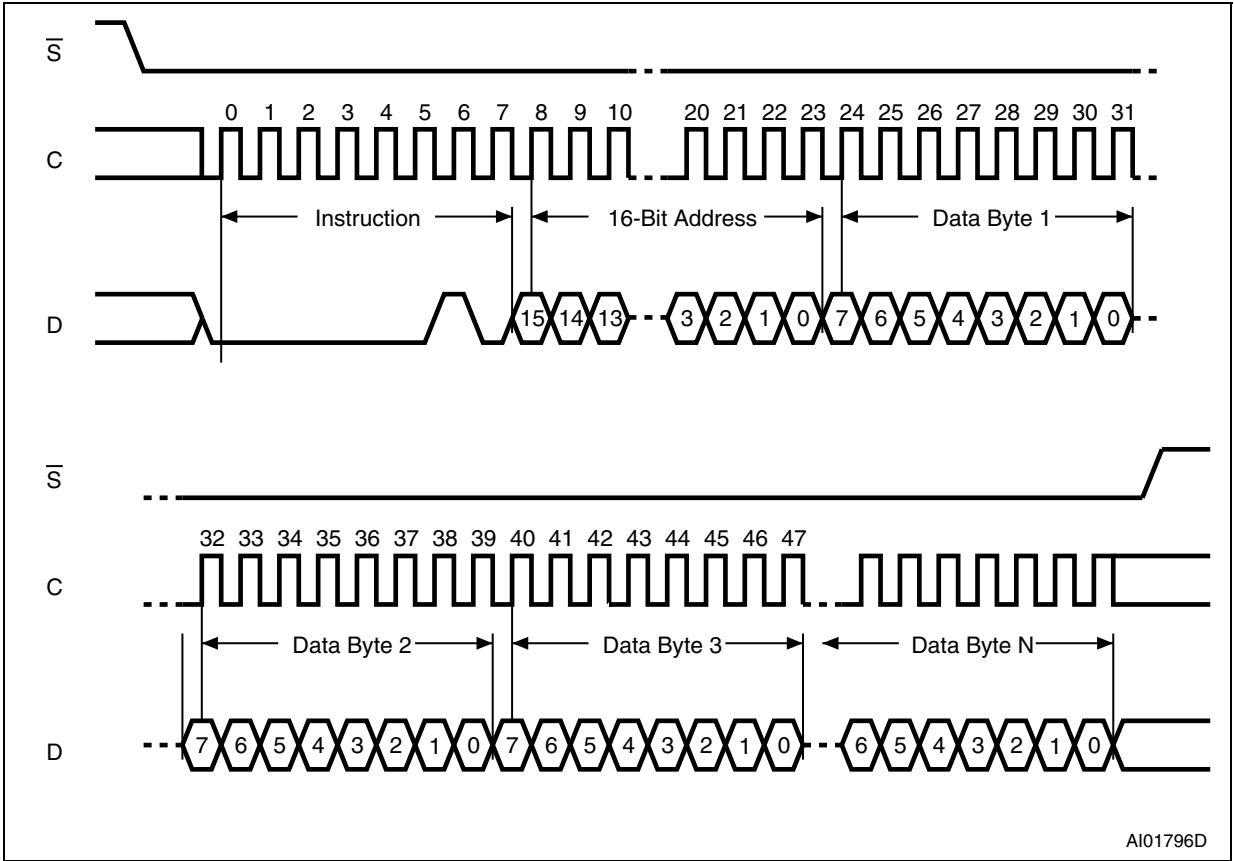 S
0 1 2 3 4 5 6 7 8 9 10 20 21 22 23 24 25 26 27 28 29 30 31
C
Instruction 16-Bit Address Data Byte 1
D 15 14 13 3 2 1 0 7 6 5 4 3 2 1 0
S
32 33 34 35 36 37 38 39 40 41 42 43 44 45 46 47
C
Data Byte 2 Data Byte 3 Data Byte N
D 7 6 5 4 3 2 1 0 7 6 5 4 3 2 1 0 6 5 4 3 2 1 0
AI01796D